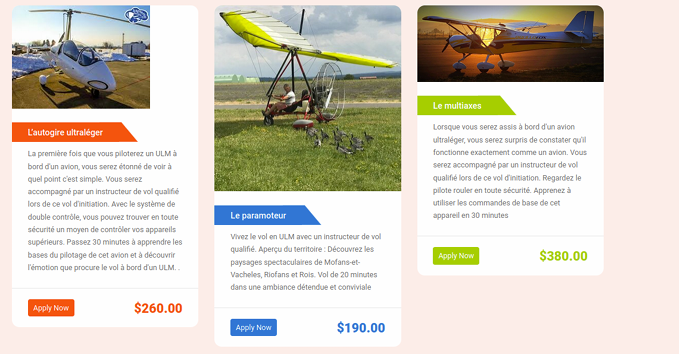 L'autogire ultraléger
La première fois que vous piloterez un ULM à
bord d'un avion, vous serez étonné de voir à
quel point c'est simple. Vous serez
accompagné par un instructeur de vol qualifié
lors de ce vol d'initiation. Avec le système de
double contrôle, vous pouvez trouver en toute
sécurité un moyen de contrôler vos appareils
supérieurs. Passez 30 minutes à apprendre les
bases du pilotage de cet avion et à découvrir
l'émotion que procure le vol à bord d'un ULM. .
Apply Now
$260.00
Le paramoteur
Vivez le vol en ULM avec un instructeur de vol
qualifié. Aperçu du territoire : Découvrez les
paysages spectaculaires de Mofans-et-
Vacheles, Riofans et Rois. Vol de 20 minutes
dans une ambiance détendue et conviviale
Apply Now
$190.00
Le multiaxes
Lorsque vous serez assis à bord d'un avion
ultraléger, vous serez surpris de constater qu'il
fonctionne exactement comme un avion. Vous
serez accompagné par un instructeur de vol
qualifié lors de ce vol d'initiation. Regardez le
pilote rouler en toute sécurité. Apprenez à
utiliser les commandes de base de cet
appareil en 30 minutes
Apply Now
$380.00